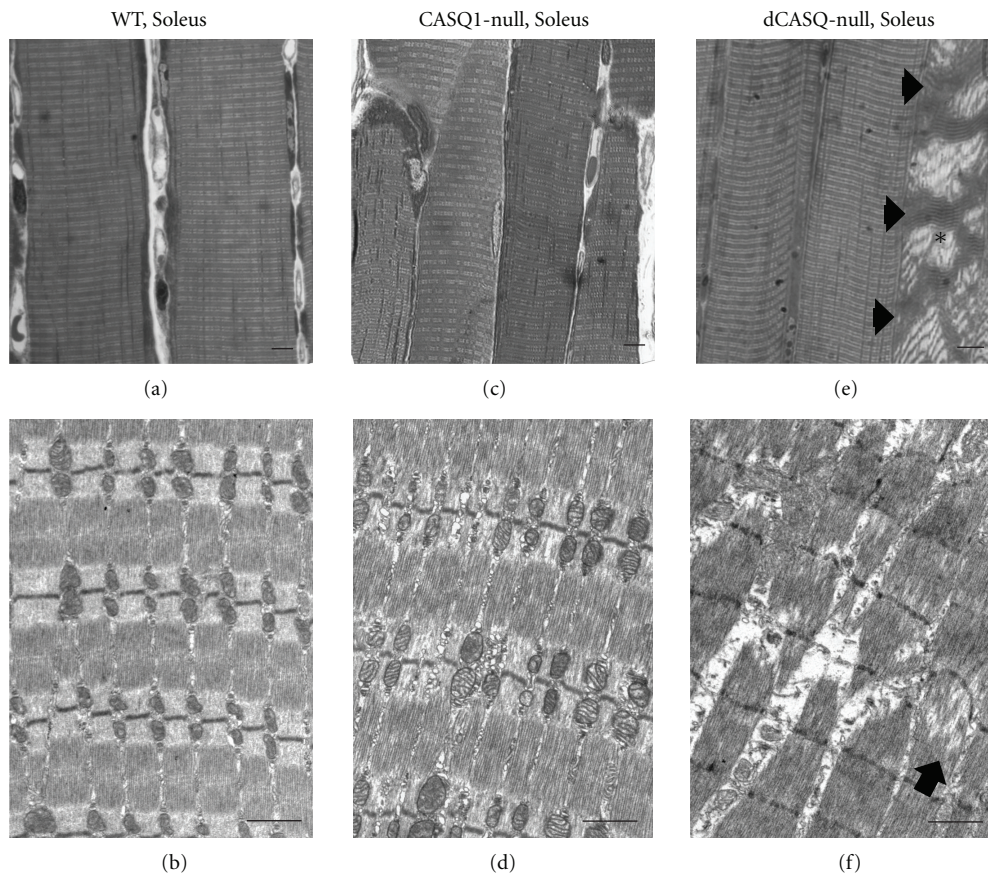 WT, Soleus
CASQ1-null, Soleus
dCASQ-null, Soleus
*
(a)
(c)
(e)
(b)
(d)
(f)